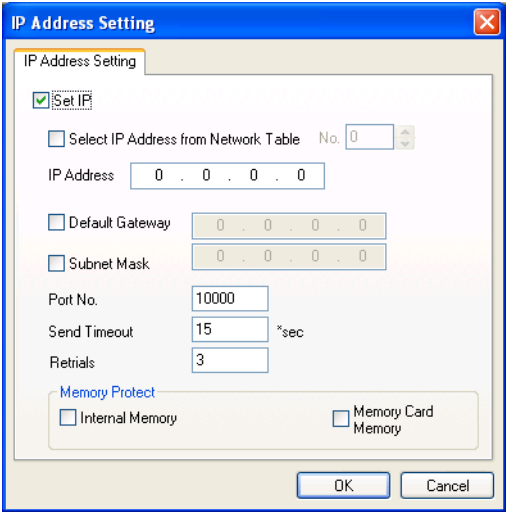 IP Address Setting
IP Address Setting
Set IP
Select IP Address from Network Table No. 0
IP Address 0 . 0 . 0 . 0
Default Gateway 0 . 0 . 0 . 0
Subnet Mask 0 . 0 . 0 . 0
Port No. 10000
Send Timeout 15 *sec
Retrials 3
Memory Protect
Internal Memory
Memory Card
Memory
OK Cancel